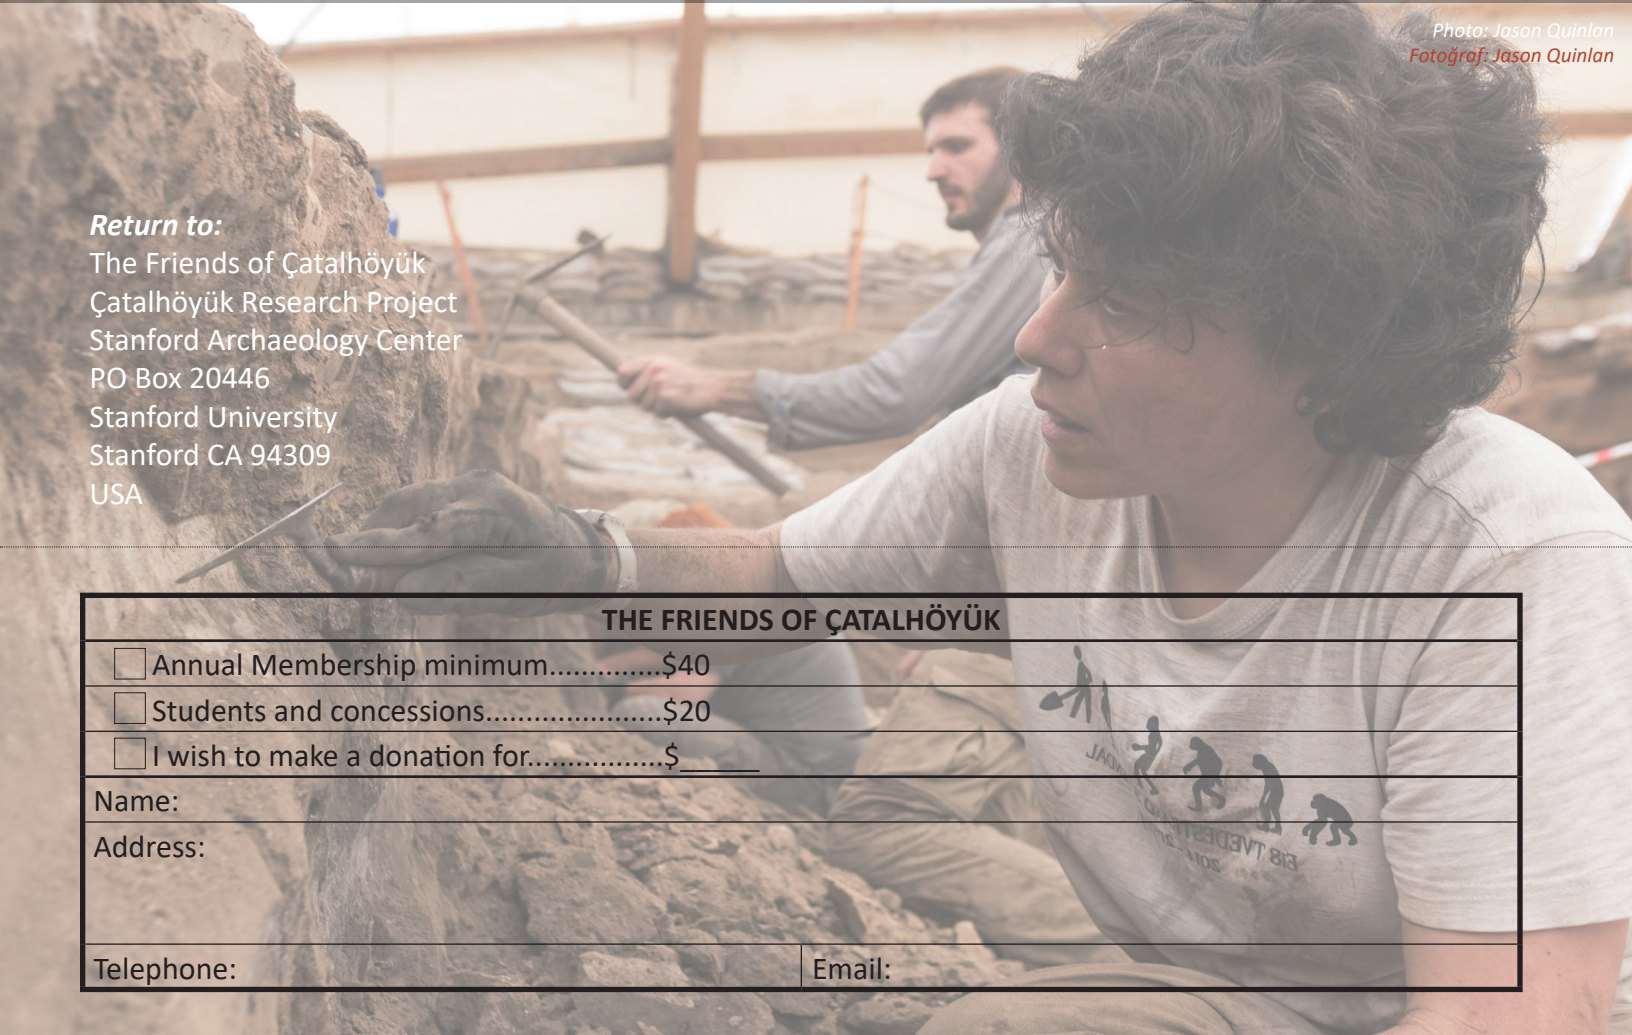 Photo: Jason Quinlan
Fotoğraf: Jason Quinlan
Return to:
The Friends of Çatalhöyük
Çatalhöyük Research Project
Stanford Archaeology Center
PO Box 20446
Stanford University
Stanford CA 94309
USA
THE FRIENDS OF ÇATALHÖYÜK
Annual Membership minimum..............$40
Students and concessions......................$20
I wish to make a donation for.................$_____
Name:
Address:
Telephone:
Email: